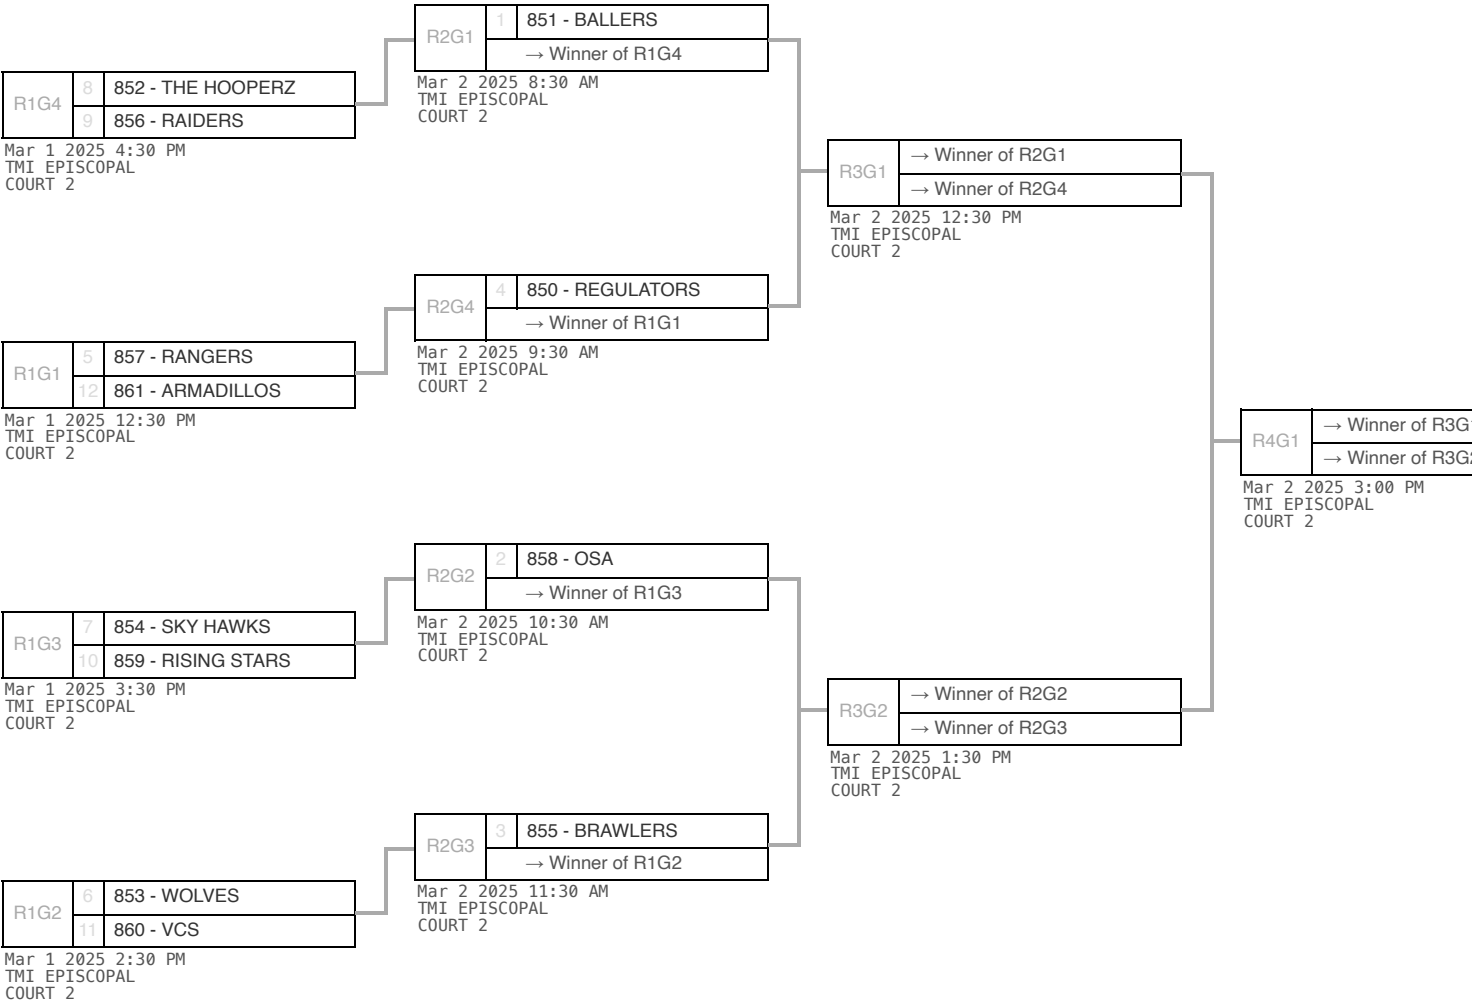 R1G4
8
852 - THE HOOPERZ
9
856 - RAIDERS
Mar 1 2025 4:30 PM
TMI EPISCOPAL
COURT 2
R1G1
5
857 - RANGERS
12
861 - ARMADILLOS
Mar 1 2025 12:30 PM
TMI EPISCOPAL
COURT 2
R1G3
7
854 - SKY HAWKS
10
859 - RISING STARS
Mar 1 2025 3:30 PM
TMI EPISCOPAL
COURT 2
R1G2
6
853 - WOLVES
11
860 - VCS
Mar 1 2025 2:30 PM
TMI EPISCOPAL
COURT 2
R2G1
1
851 - BALLERS
→ Winner of R1G4
Mar 2 2025 8:30 AM
TMI EPISCOPAL
COURT 2
R2G4
4
850 - REGULATORS
→ Winner of R1G1
Mar 2 2025 9:30 AM
TMI EPISCOPAL
COURT 2
R2G2
2
858 - OSA
→ Winner of R1G3
Mar 2 2025 10:30 AM
TMI EPISCOPAL
COURT 2
R2G3
3
855 - BRAWLERS
→ Winner of R1G2
Mar 2 2025 11:30 AM
TMI EPISCOPAL
COURT 2
R3G1
→ Winner of R2G1
→ Winner of R2G4
Mar 2 2025 12:30 PM
TMI EPISCOPAL
COURT 2
R3G2
→ Winner of R2G2
→ Winner of R2G3
Mar 2 2025 1:30 PM
TMI EPISCOPAL
COURT 2
R4G1
→ Winner of R3G1
→ Winner of R3G2
Mar 2 2025 3:00 PM
TMI EPISCOPAL
COURT 2